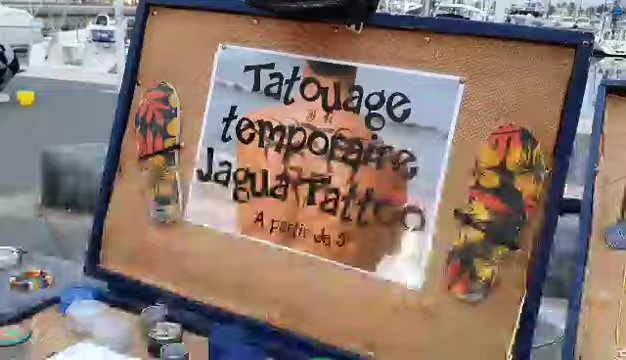 Tatouage
temporaire
Jagua Tattoo
A partir de